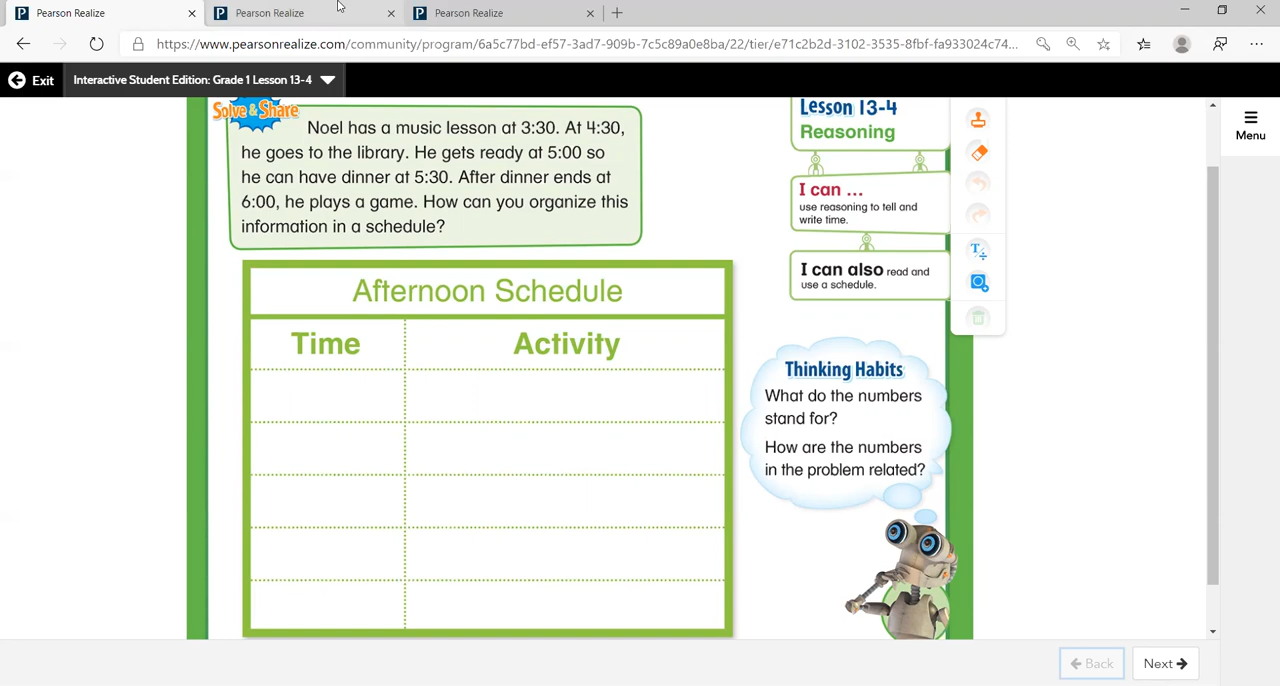 Pearson Realize
Pearson Realize
Pearson Realize
https://www.pearsonrealize.com/community/program/6a5c77bd-ef57-3ad7-909b-7c5c89a0e8ba/22/tier/e71c2b2d-3102-3535-8fbf-fa933024c74...
Exit
Interactive Student Edition: Grade 1 Lesson 13-4
Menu
Solve & Share
Noel has a music lesson at 3:30. At 4:30,
he goes to the library. He gets ready at 5:00 so
he can have dinner at 5:30. After dinner ends at
6:00, he plays a game. How can you organize this
information in a schedule?
Lesson 13-4
Reasoning
I can ...
use reasoning to tell and
write time.
I can also read and
use a schedule.
Afternoon Schedule
Time Activity
Thinking Habits
What do the numbers
stand for?
How are the numbers
in the problem related?
Back
Next